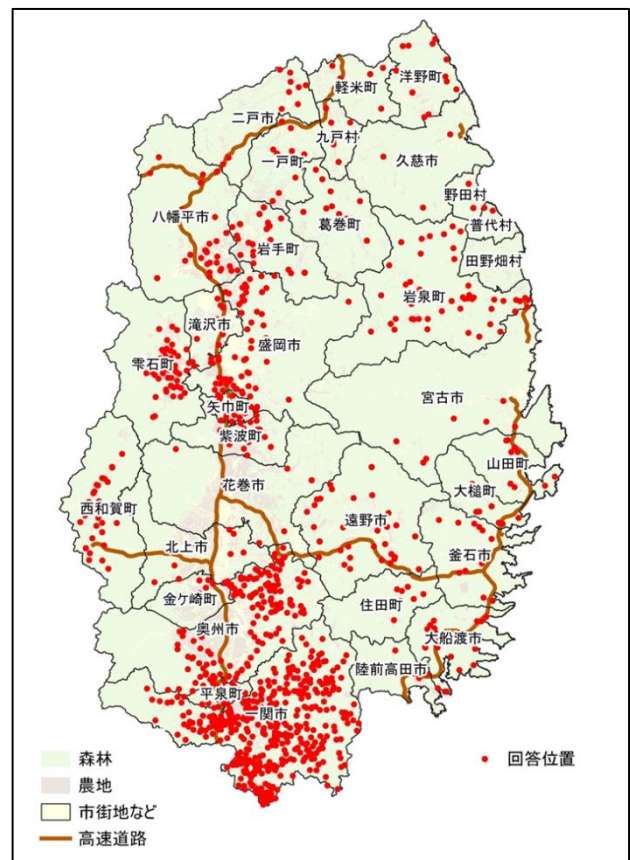 洋野町
軽米町
二戸市
九戸村
一戸町
久慈市
野田村
八幡平市
葛巻町
普代村
岩手町
田野畑村
岩泉町
滝沢市
盛岡市
雫石町
宮古市
矢巾町
紫波町
山田町
花巻市
大槌町
西和賀町
遠野市
北上市
釜石市
金ケ崎町
住田町
奥州市
大船渡市
陸前高田市
平泉町
一関市
森林
回答位置
農地
市街地など
高速道路